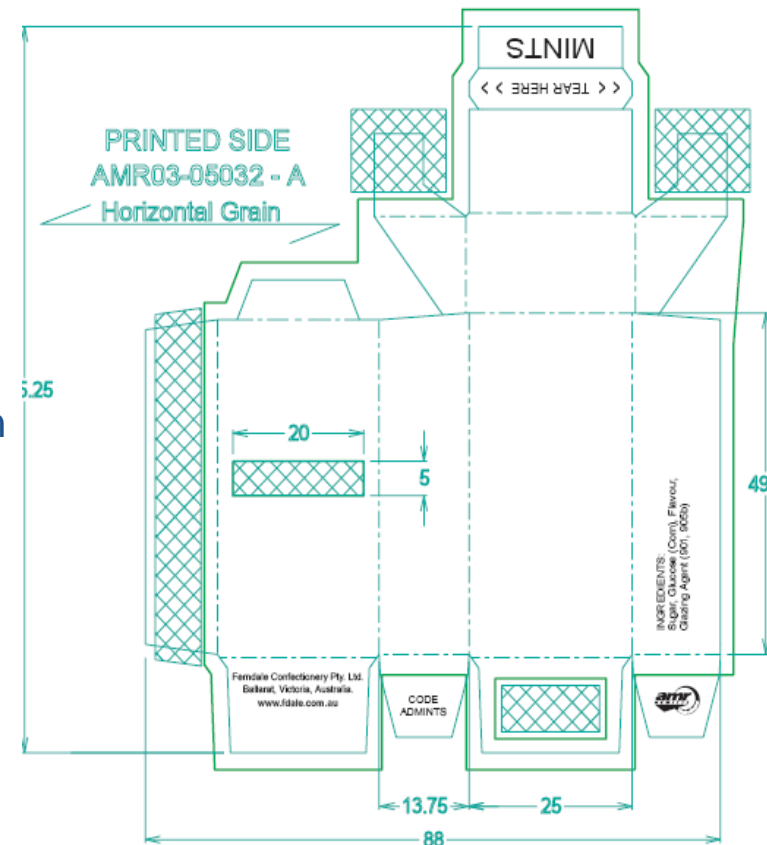 MINTS
< < TEAR HERE > >
PRINTED SIDE
AMR03-05032 - A
Horizontal Grain
5.25
20
5
49
INGREDIENTS:
Sugar, Glucose (Corn), Flavour,
Glazing Agent (901, 905b)
Ferndale Confectionery Pty. Ltd.
Ballarat, Victoria, Australia.
www.fdale.com.au
CODE
ADMINTS
amr
13.75
25
88